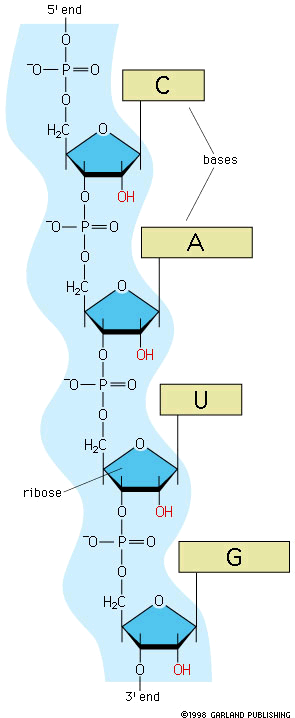 5' end
O
⁻O—P=O
O
H₂C
O
C
OH
bases
O
⁻O—P=O
O
A
H₂C
O
OH
O
⁻O—P=O
O
U
H₂C
O
ribose
OH
O
⁻O—P=O
O
G
H₂C
O
O
OH
3' end
©1998 GARLAND PUBLISHING